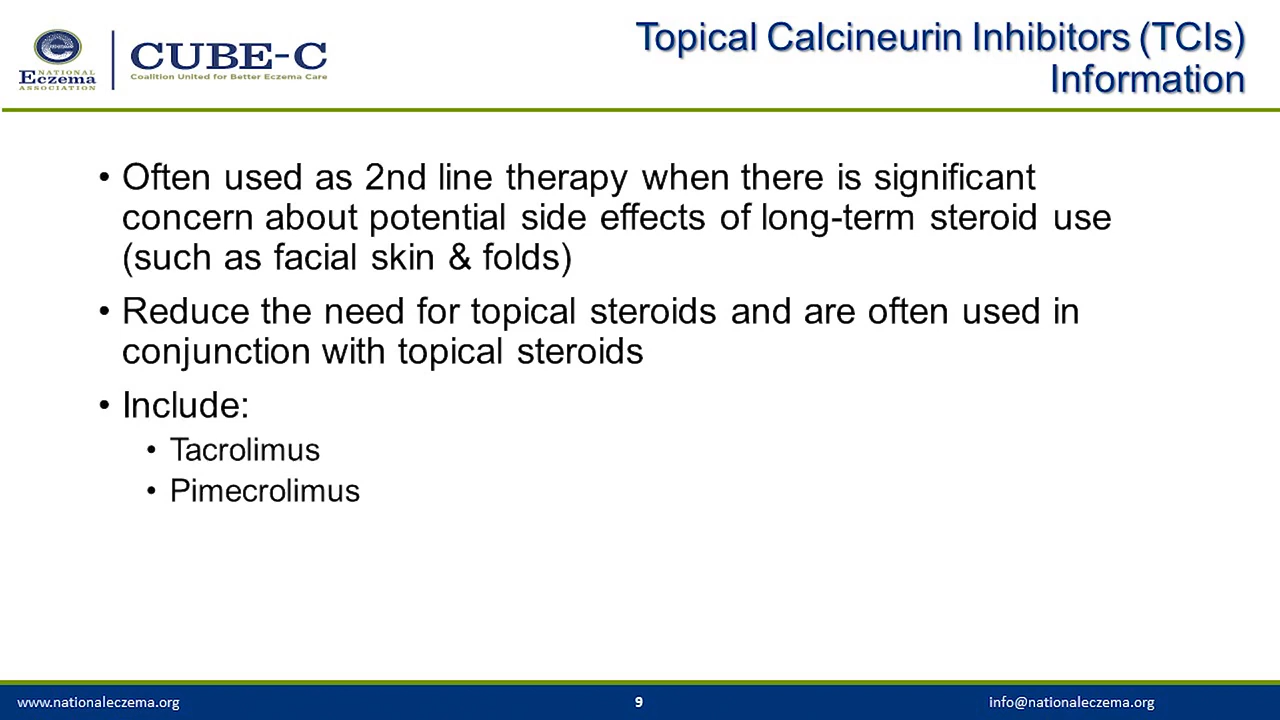 NATIONAL
Eczema
ASSOCIATION
CUBE-C
Coalition United for Better Eczema Care
Topical Calcineurin Inhibitors (TCIs)
Information
• Often used as 2nd line therapy when there is significant
concern about potential side effects of long-term steroid use
(such as facial skin & folds)
• Reduce the need for topical steroids and are often used in
conjunction with topical steroids
• Include:
• Tacrolimus
• Pimecrolimus
www.nationaleczema.org
9
info@nationaleczema.org